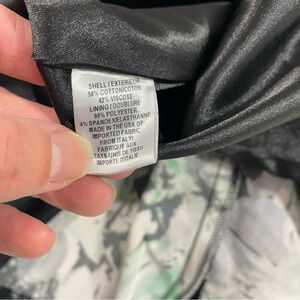 SHELL / EXTERIEUR
58% COTTON/COTON
42% VISCOSE
LINING / DOUBLURE
96% POLYESTER
4% SPANDEX/ELASTHANNE
MADE IN THE USA OF
IMPORTED FABRIC
FROM ITALY/
FABRIQUE AUX
ETATS-UNIS DE TISSU
IMPORTE D'ITALIE